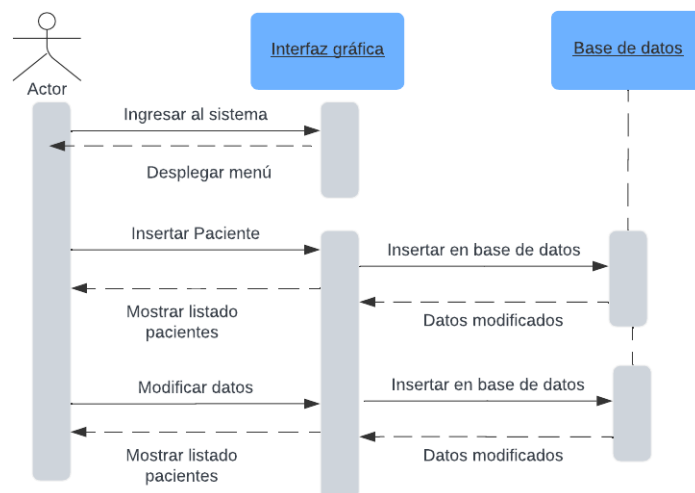 Interfaz gráfica
Base de datos
Actor
Ingresar al sistema
Desplegar menú
Insertar Paciente
Insertar en base de datos
Mostrar listado
pacientes
Datos modificados
Modificar datos
Insertar en base de datos
Mostrar listado
pacientes
Datos modificados